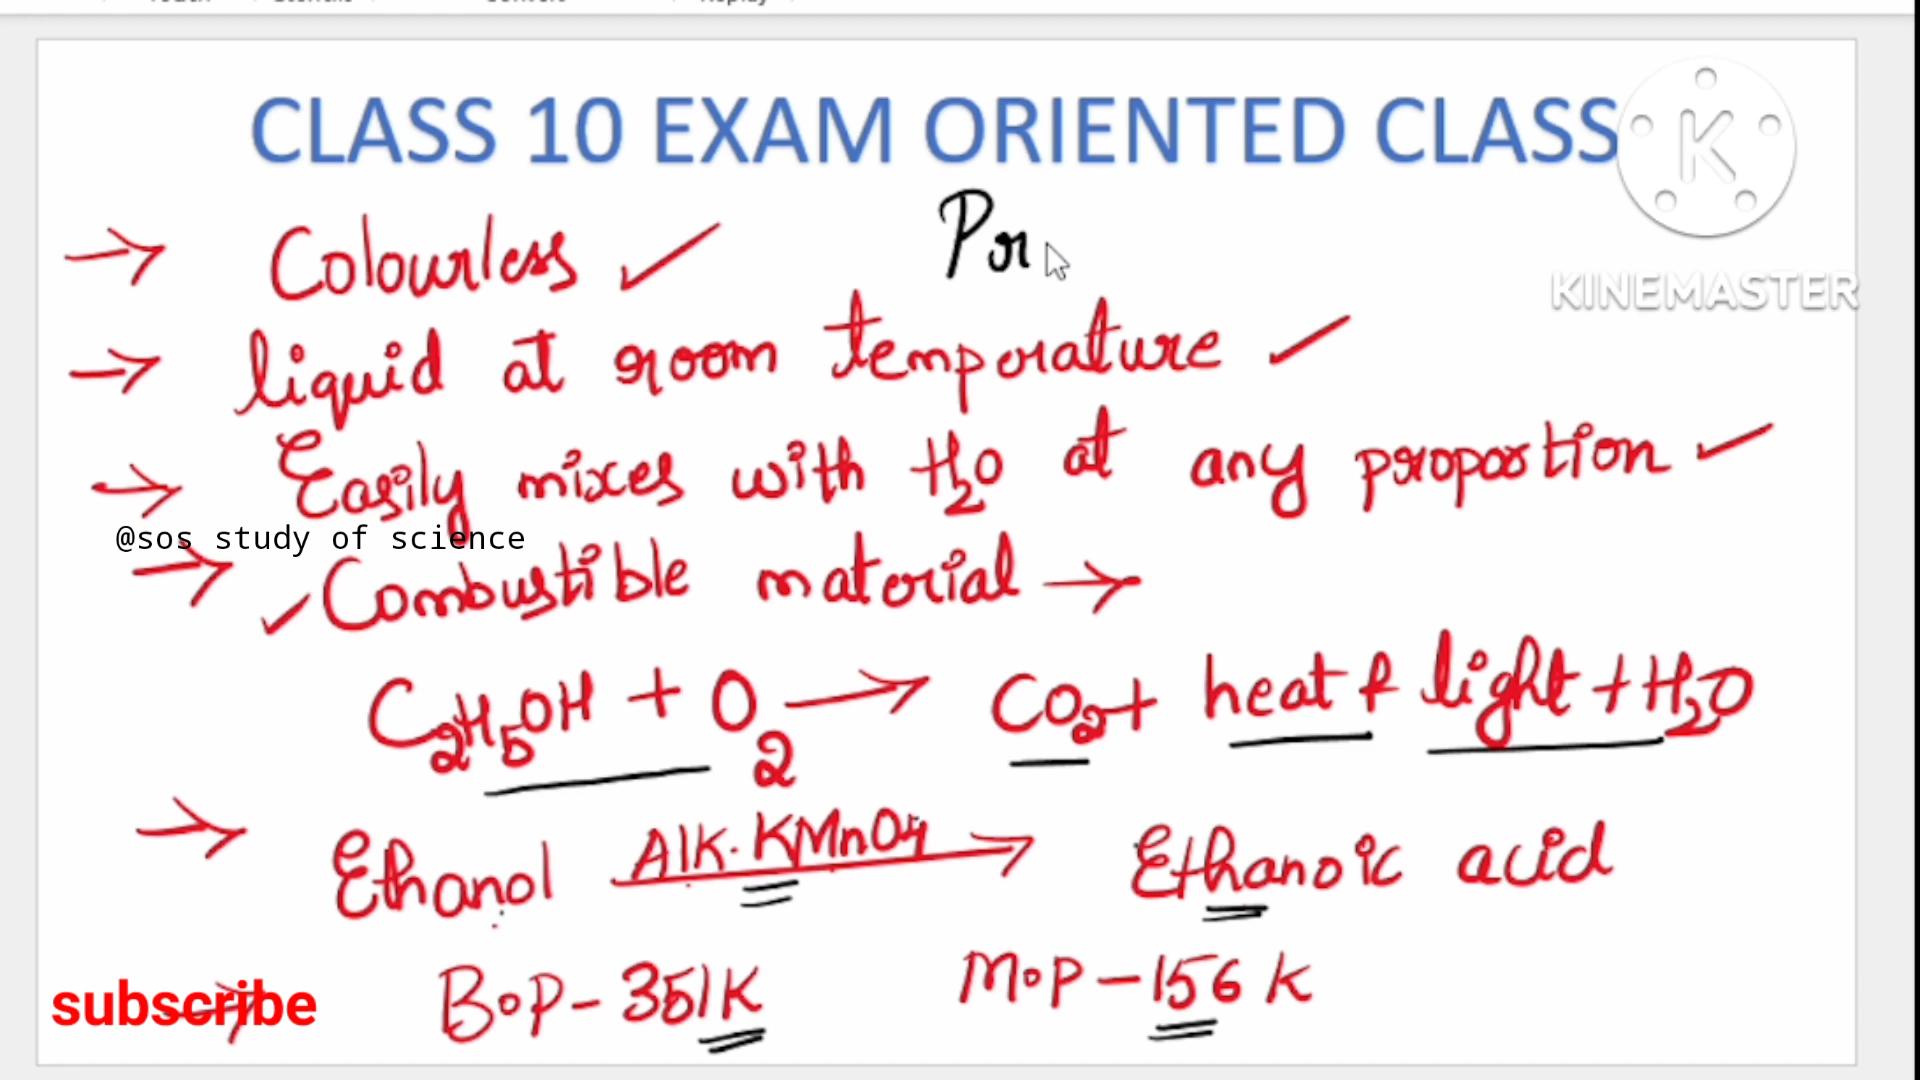 CLASS 10 EXAM ORIENTED CLASS
K
KINEMASTER
→ Colourless ✓
→ liquid at room temperature ✓
→ Easily mixes with H₂O at any proportion ✓
@sos study of science
→ ✓ Combustible material →
C₂H₅OH + O₂ → CO₂ + heat & light + H₂O
→ Ethanol Alk. KMnO₄ → Ethanoic acid
subscribe
→ B.P - 351K M.P - 156 K